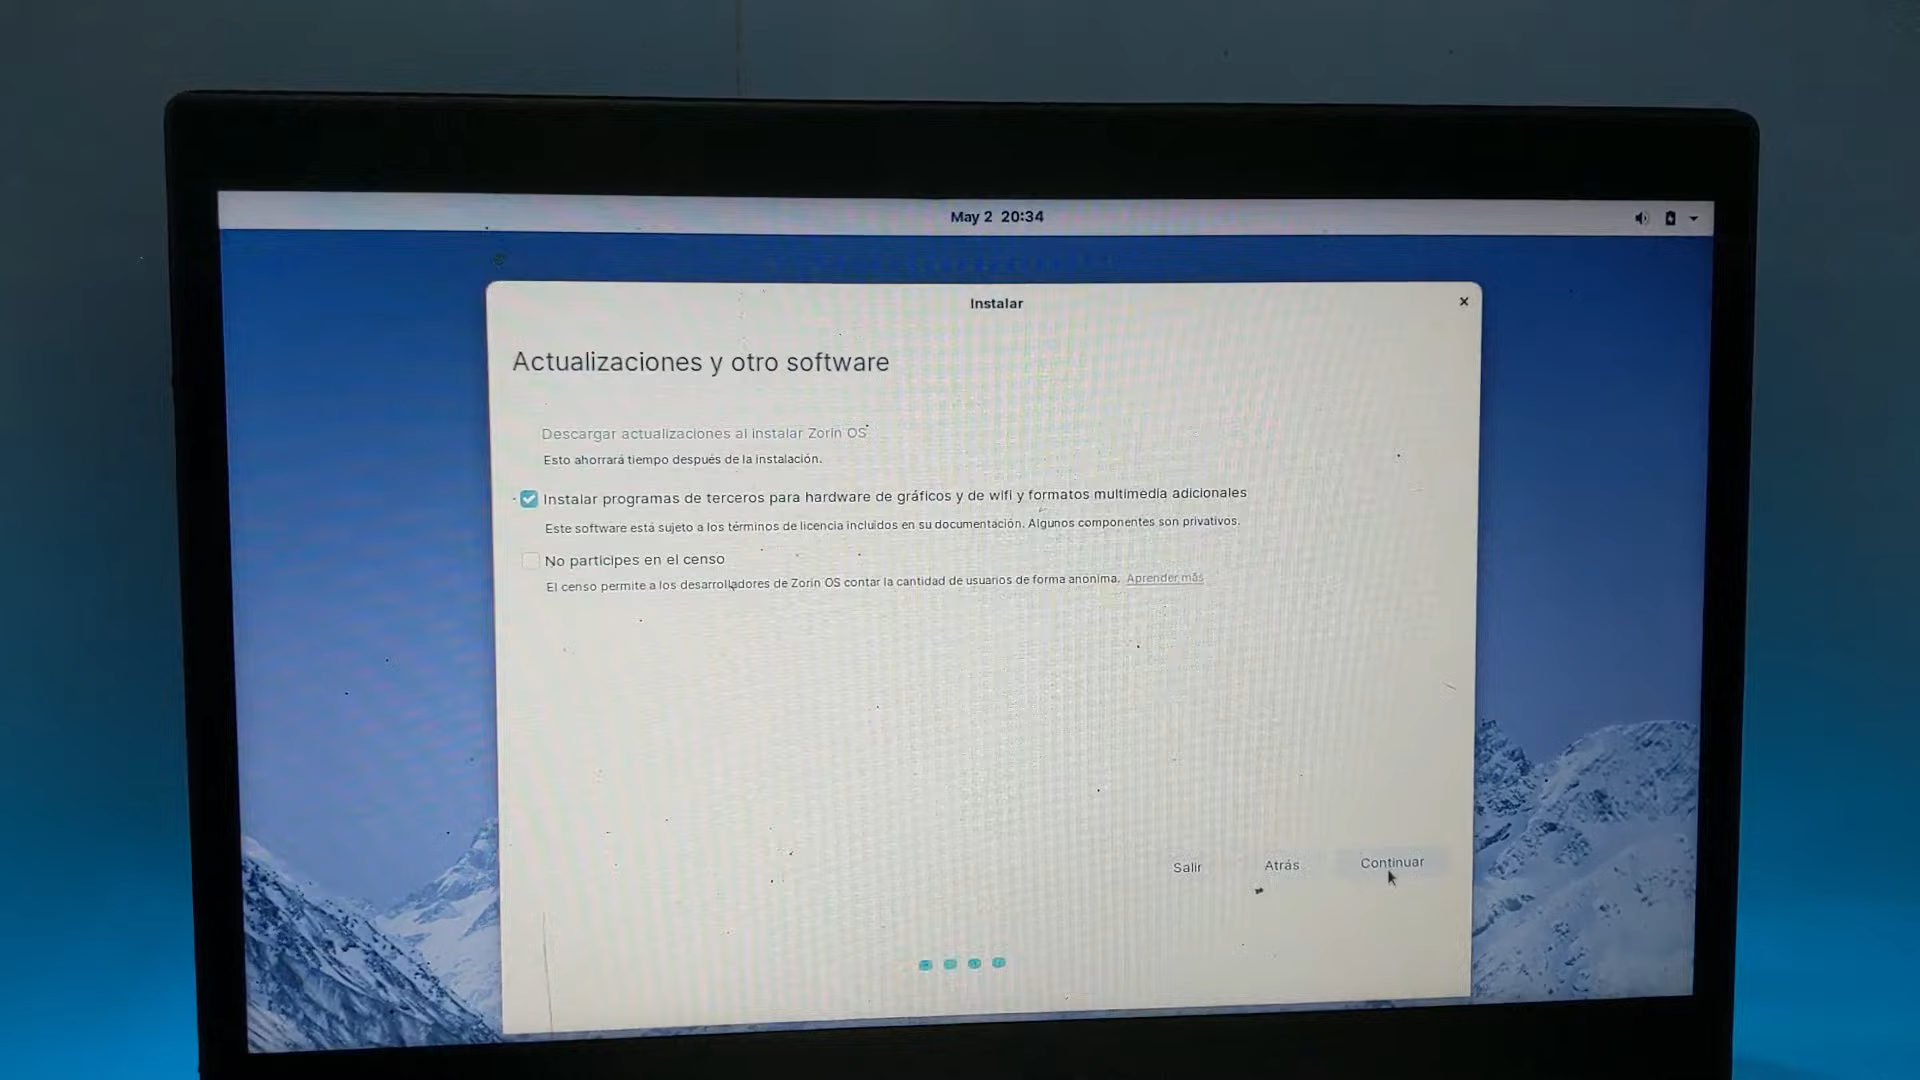 May 2 20:34
Instalar
Actualizaciones y otro software
Descargar actualizaciones al instalar Zorin OS
Esto ahorrará tiempo después de la instalación.
Instalar programas de terceros para hardware de gráficos y de wifi y formatos multimedia adicionales
Este software está sujeto a los términos de licencia incluidos en su documentación. Algunos componentes son privativos.
No participes en el censo
El censo permite a los desarrolladores de Zorin OS contar la cantidad de usuarios de forma anonima. Aprender más
Salir Atrás Continuar